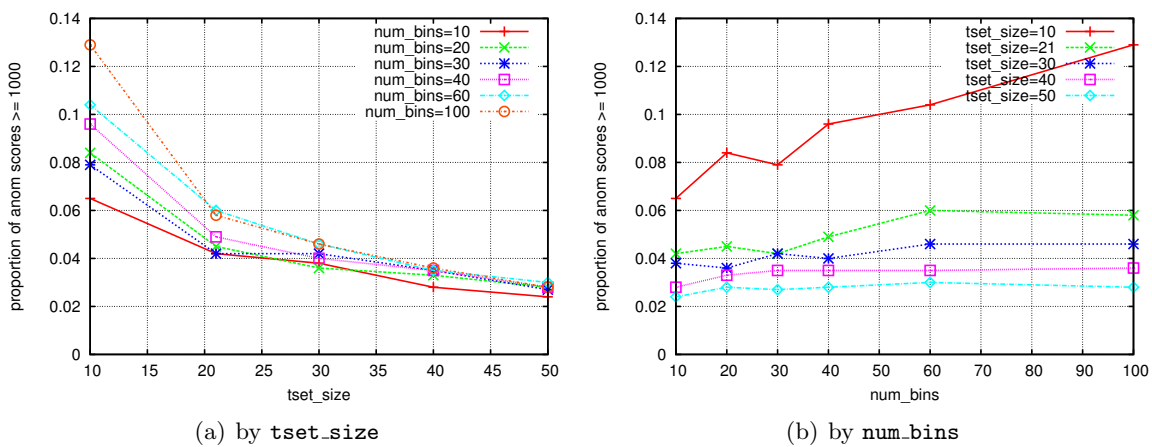 0.14
0.12
0.1
0.08
0.06
0.04
0.02
0
proportion of anom scores >= 1000
num_bins=10
num_bins=20
num_bins=30
num_bins=40
num_bins=60
num_bins=100
10 15 20 25 30 35 40 45 50
tset_size
(a) by tset_size
0.14
0.12
0.1
0.08
0.06
0.04
0.02
0
proportion of anom scores >= 1000
tset_size=10
tset_size=21
tset_size=30
tset_size=40
tset_size=50
10 20 30 40 50 60 70 80 90 100
num_bins
(b) by num_bins